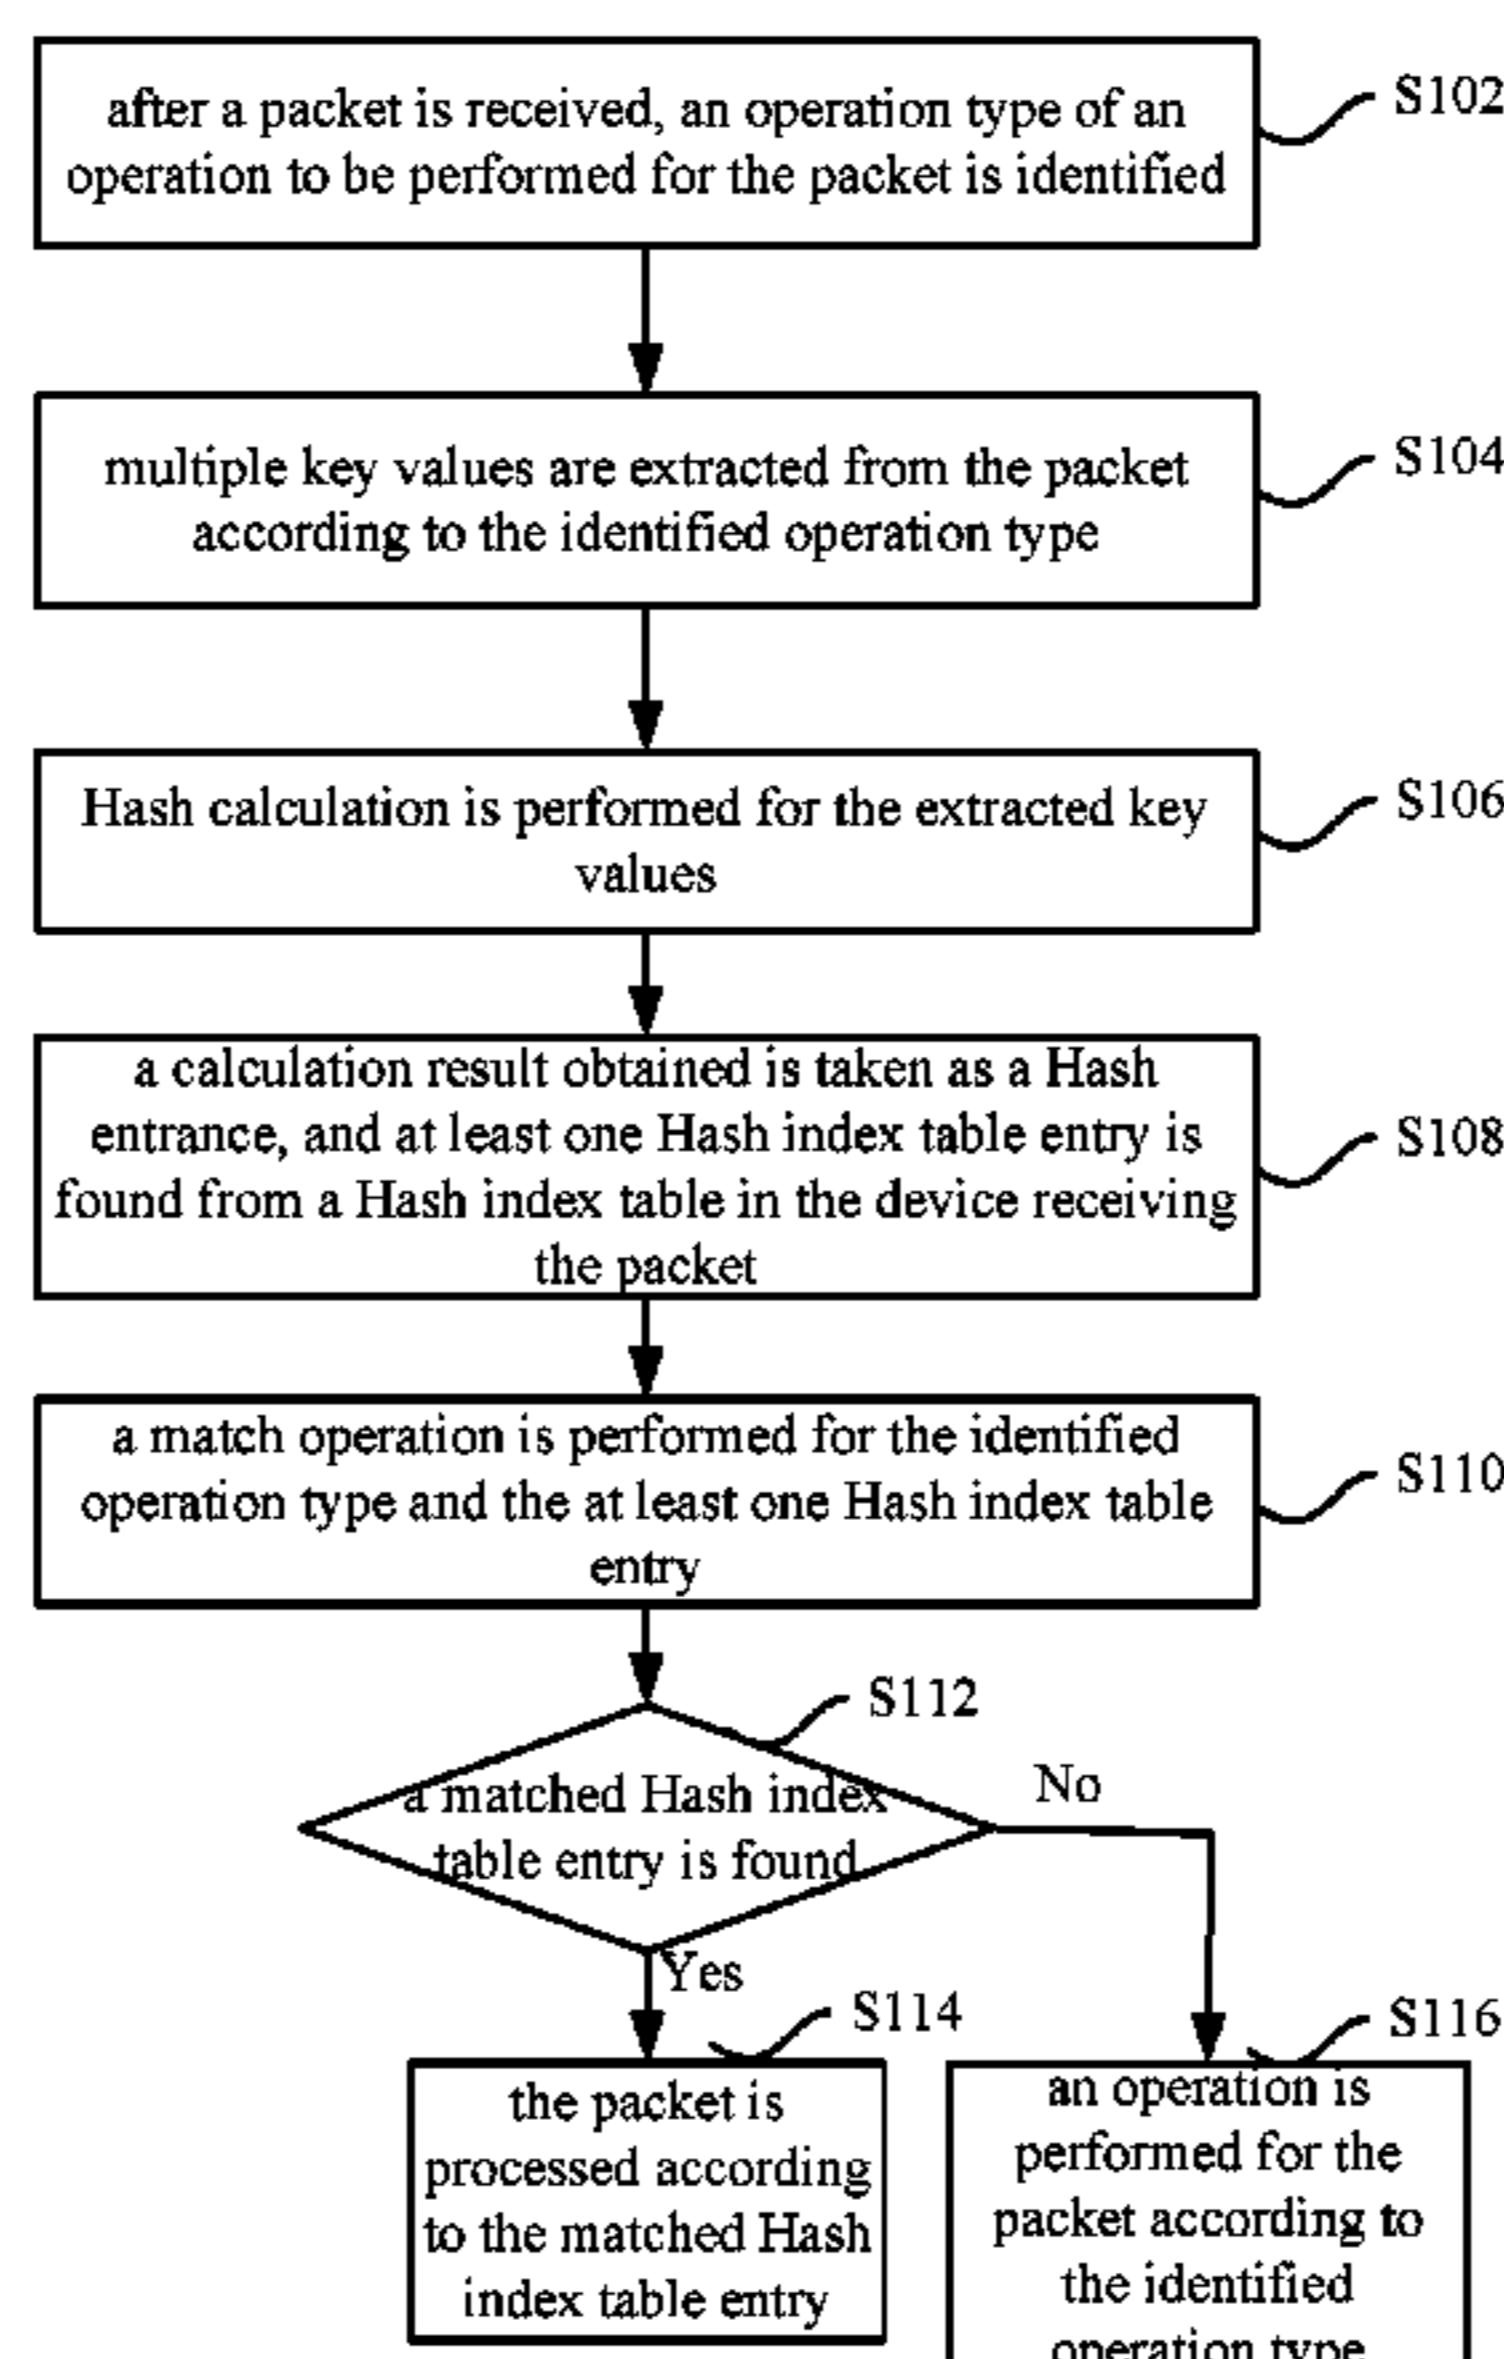 after a packet is received, an operation type of an
operation to be performed for the packet is identified
S102
multiple key values are extracted from the packet
according to the identified operation type
S104
Hash calculation is performed for the extracted key
values
S106
a calculation result obtained is taken as a Hash
entrance, and at least one Hash index table entry is
found from a Hash index table in the device receiving
the packet
S108
a match operation is performed for the identified
operation type and the at least one Hash index table
entry
S110
S112
a matched Hash index
table entry is found
No
Yes
S114
the packet is
processed according
to the matched Hash
index table entry
S116
an operation is
performed for the
packet according to
the identified
operation type